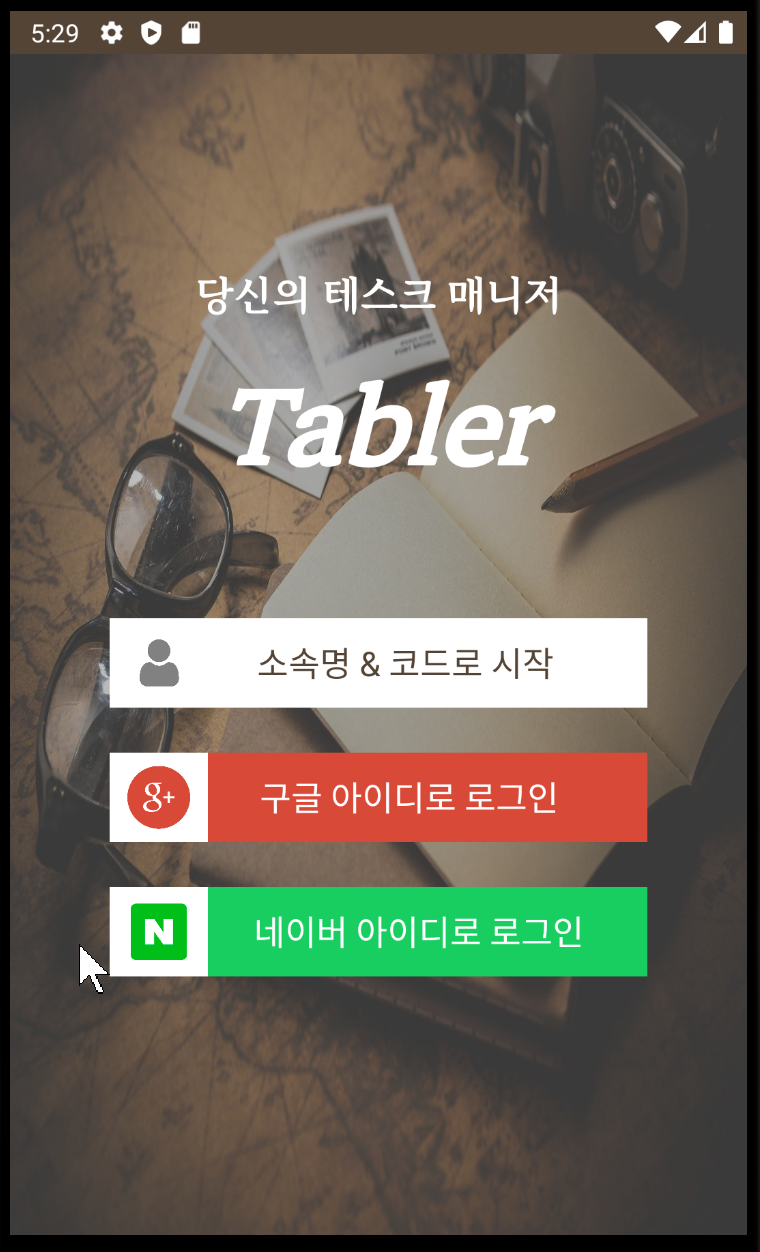 5:29
당신의 테스크 매니저
Tabler
소속명 & 코드로 시작
g+ 구글 아이디로 로그인
N 네이버 아이디로 로그인